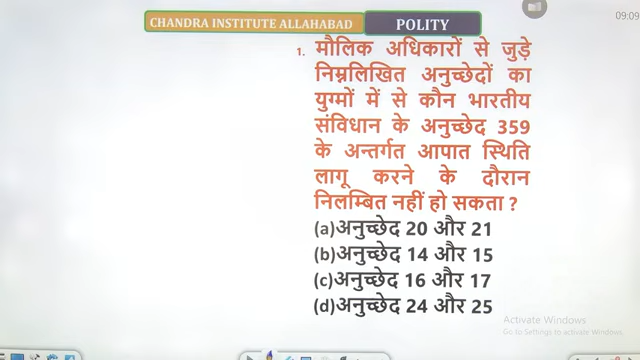 CHANDRA INSTITUTE ALLAHABAD POLITY
09:09
1. मौलिक अधिकारों से जुड़े
निम्नलिखित अनुच्छेदों का
युग्मों में से कौन भारतीय
संविधान के अनुच्छेद 359
के अन्तर्गत आपात स्थिति
लागू करने के दौरान
निलम्बित नहीं हो सकता ?
(a)अनुच्छेद 20 और 21
(b)अनुच्छेद 14 और 15
(c)अनुच्छेद 16 और 17
(d)अनुच्छेद 24 और 25
Activate Windows
Go to Settings to activate Windows.